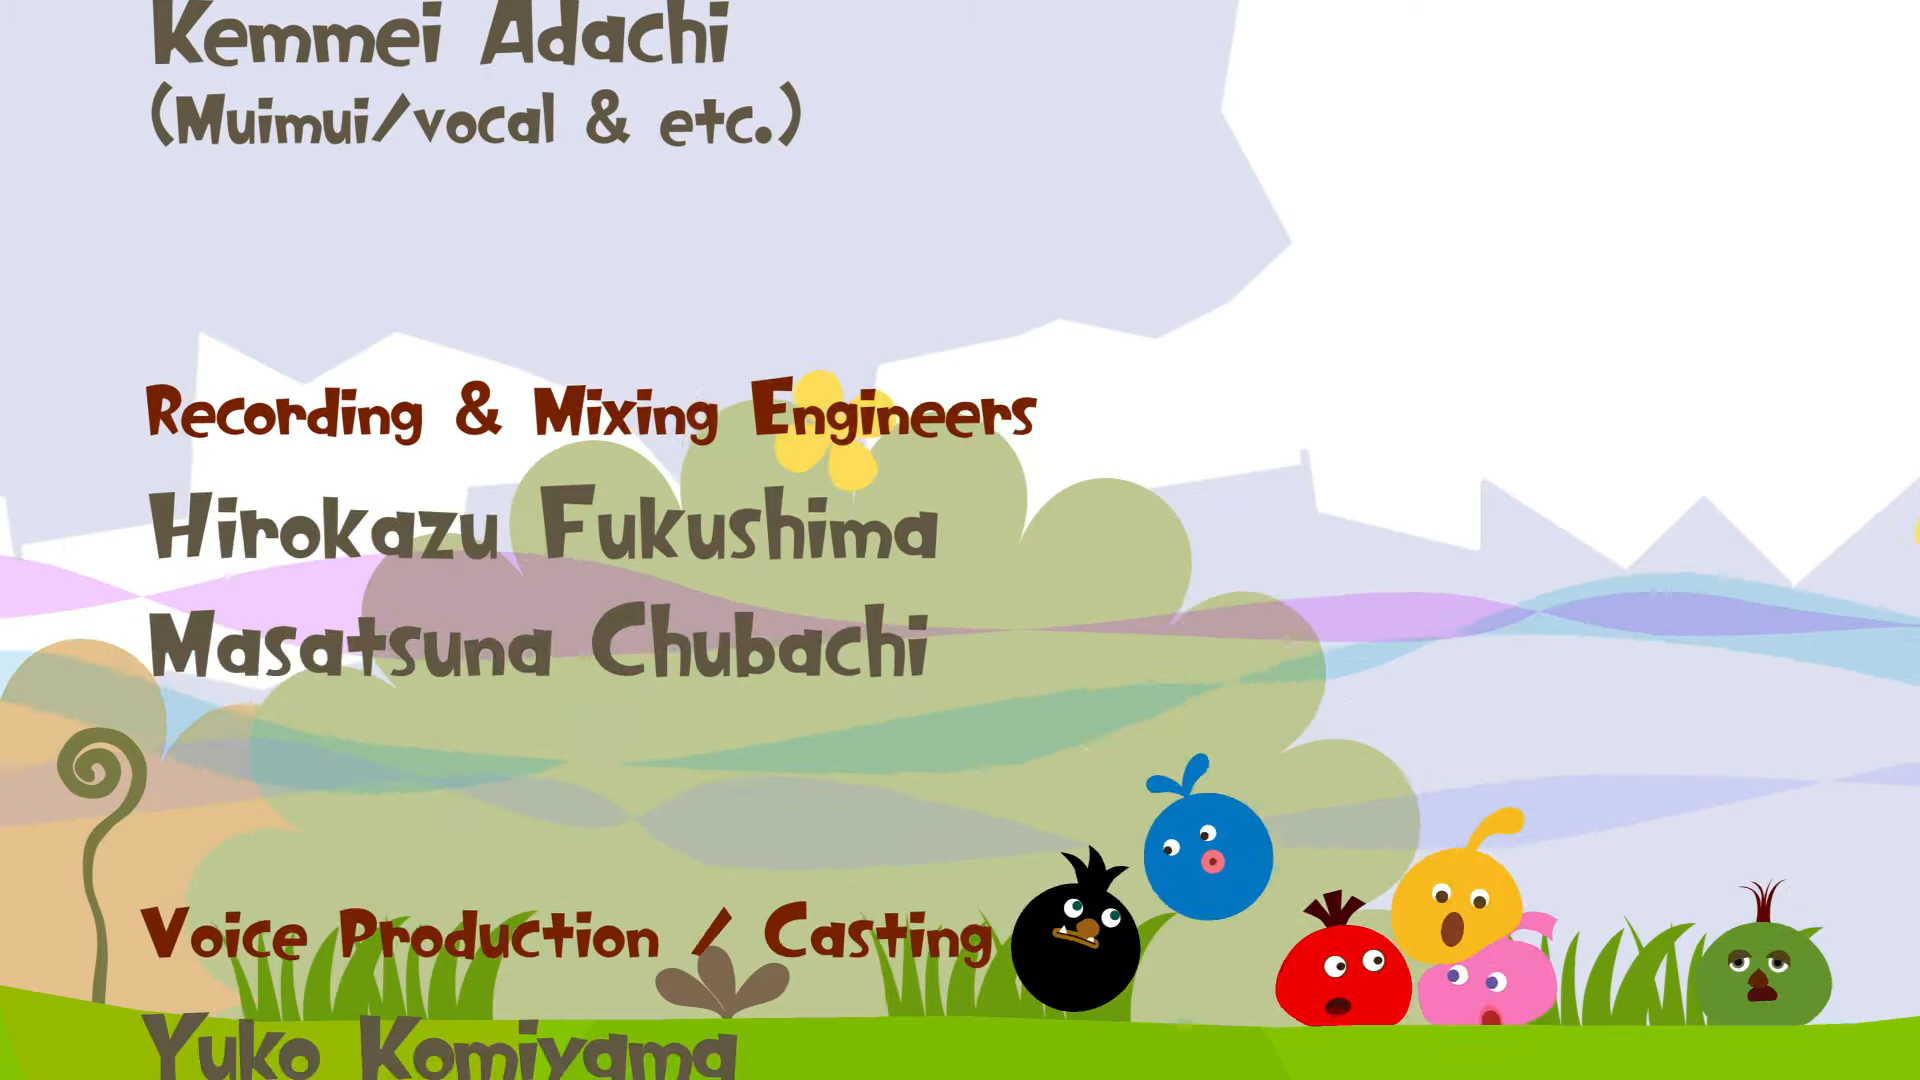 Kemmei Adachi
(Muimui/vocal & etc.)
Recording & Mixing Engineers
Hirokazu Fukushima
Masatsuna Chubachi
Voice Production / Casting
Yuko Komiyama